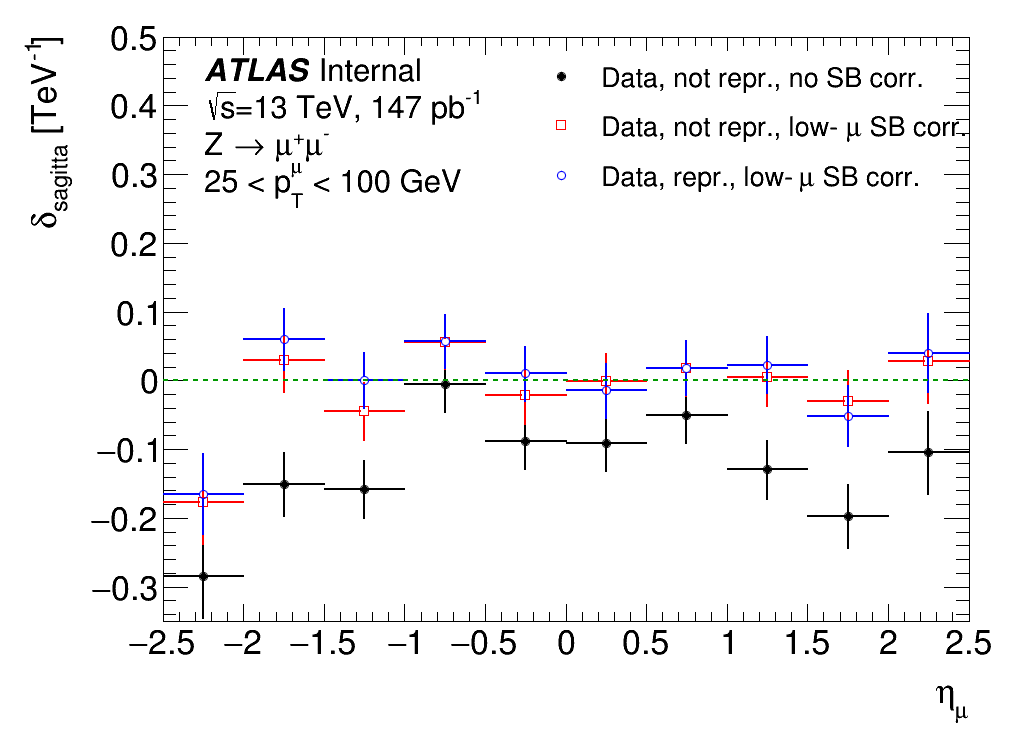 δsagitta [TeV-1]
0.5
0.4
0.3
0.2
0.1
0
−0.1
−0.2
−0.3
ATLAS Internal
√s=13 TeV, 147 pb-1
Z → μ+μ-
25 < pTμ < 100 GeV
Data, not repr., no SB corr.
Data, not repr., low- μ SB corr.
Data, repr., low- μ SB corr.
−2.5 −2 −1.5 −1 −0.5 0 0.5 1 1.5 2 2.5
ημ